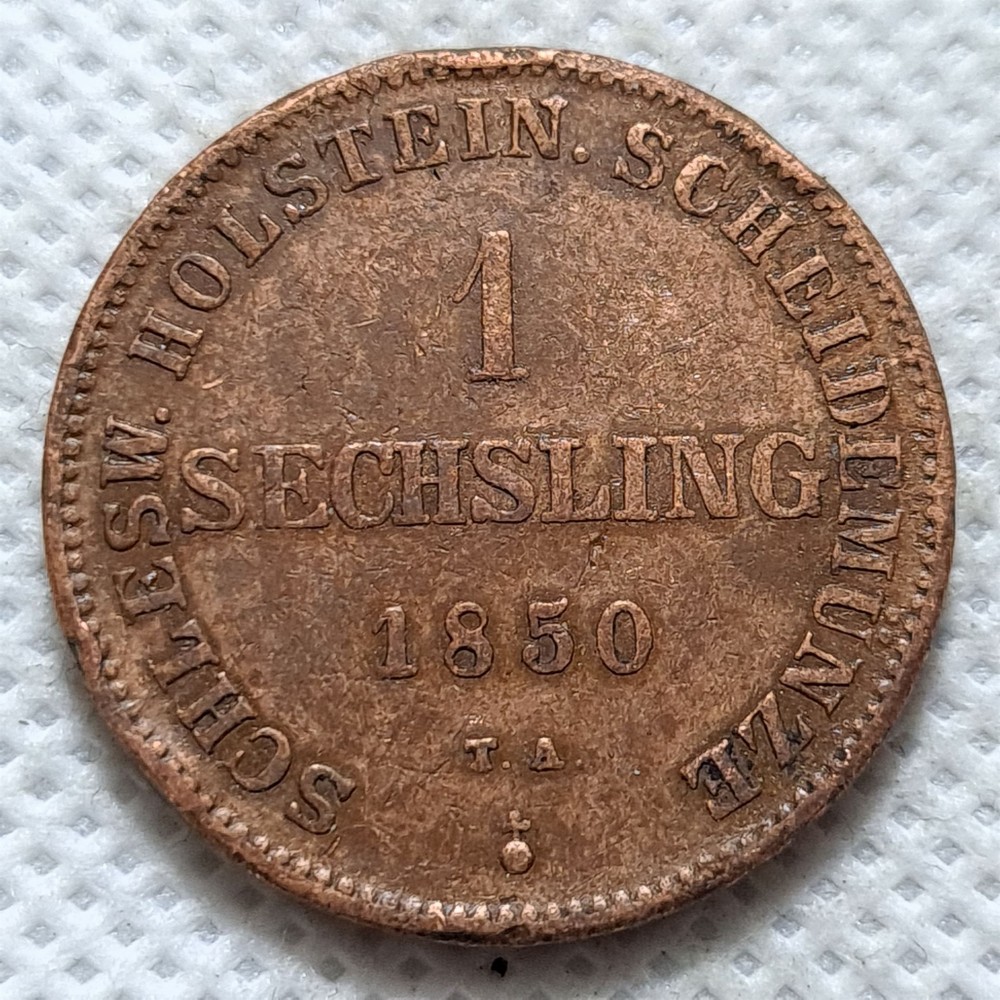 SCHLESW. HOLSTEIN. SCHEIDEMUNZE
1
SECHSLING
1850
T. A.